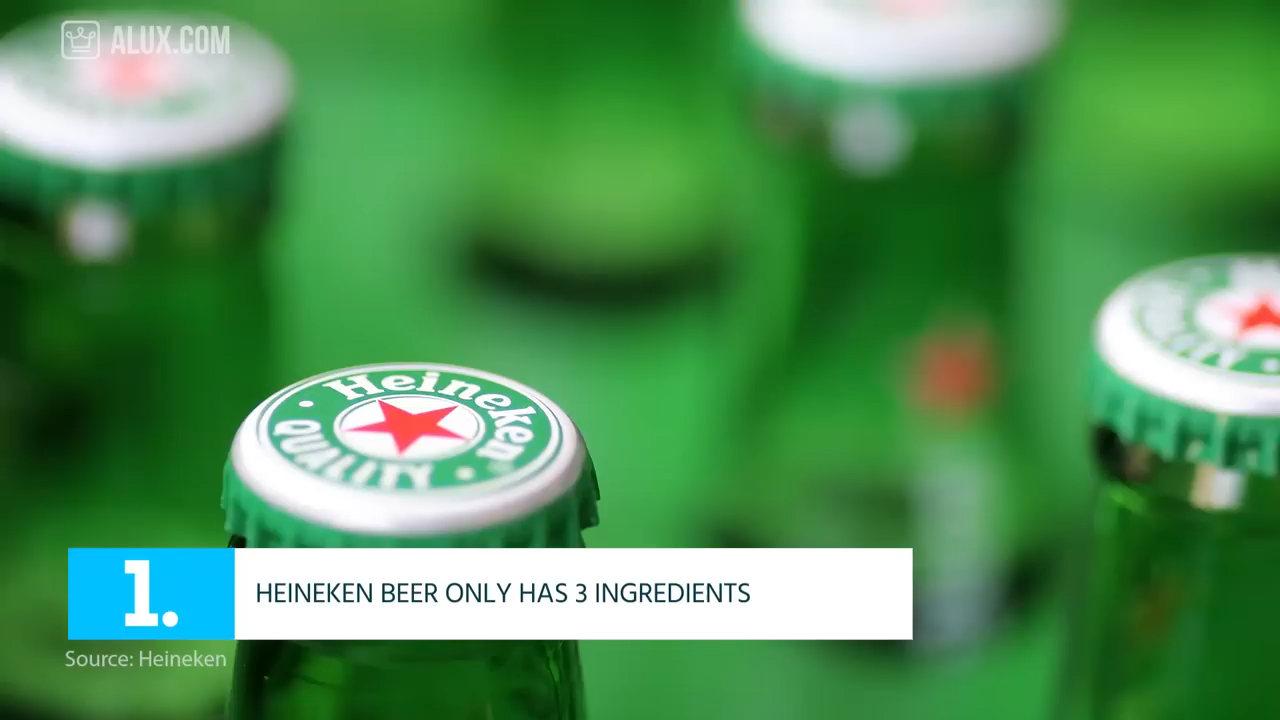 ALUX.COM
Heineken
QUALITY
1.
HEINEKEN BEER ONLY HAS 3 INGREDIENTS
Source: Heineken